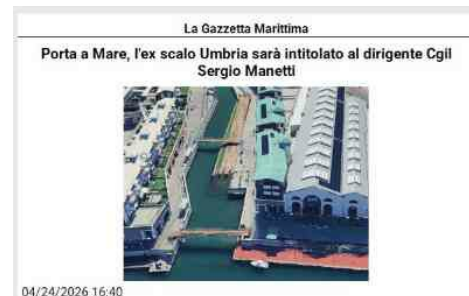 La Gazzetta Marittima
Porta a Mare, l'ex scalo Umbria sarà intitolato al dirigente Cgil
Sergio Manetti
04/24/2026 16:40